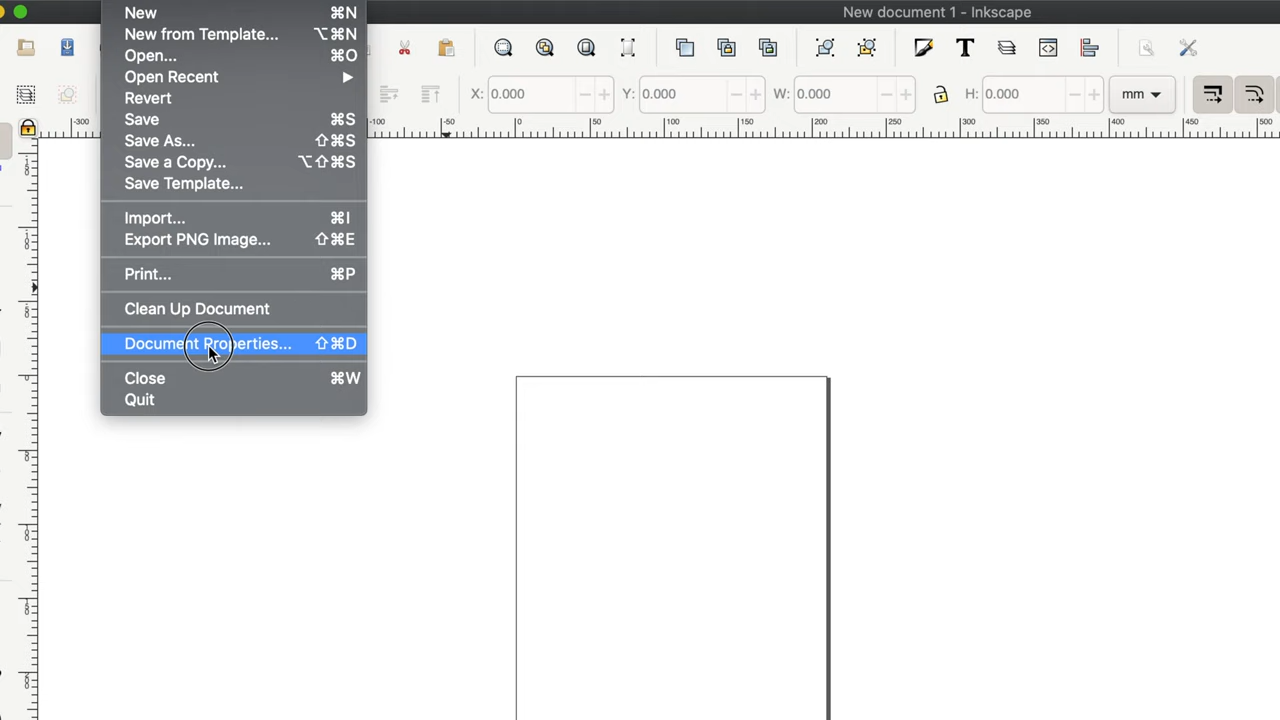 New document 1 - Inkscape
New ⌘N
New from Template... ⌥⌘N
Open... ⌘O
Open Recent ▶
Revert
Save ⌘S
Save As... ⇧⌘S
Save a Copy... ⌥⇧⌘S
Save Template...
Import... ⌘I
Export PNG Image... ⇧⌘E
Print... ⌘P
Clean Up Document
Document Properties... ⇧⌘D
Close ⌘W
Quit
X: 0.000 Y: 0.000 W: 0.000 H: 0.000 mm
-300 -100 -50 0 50 100 150 200 250 300 350 400 450 500